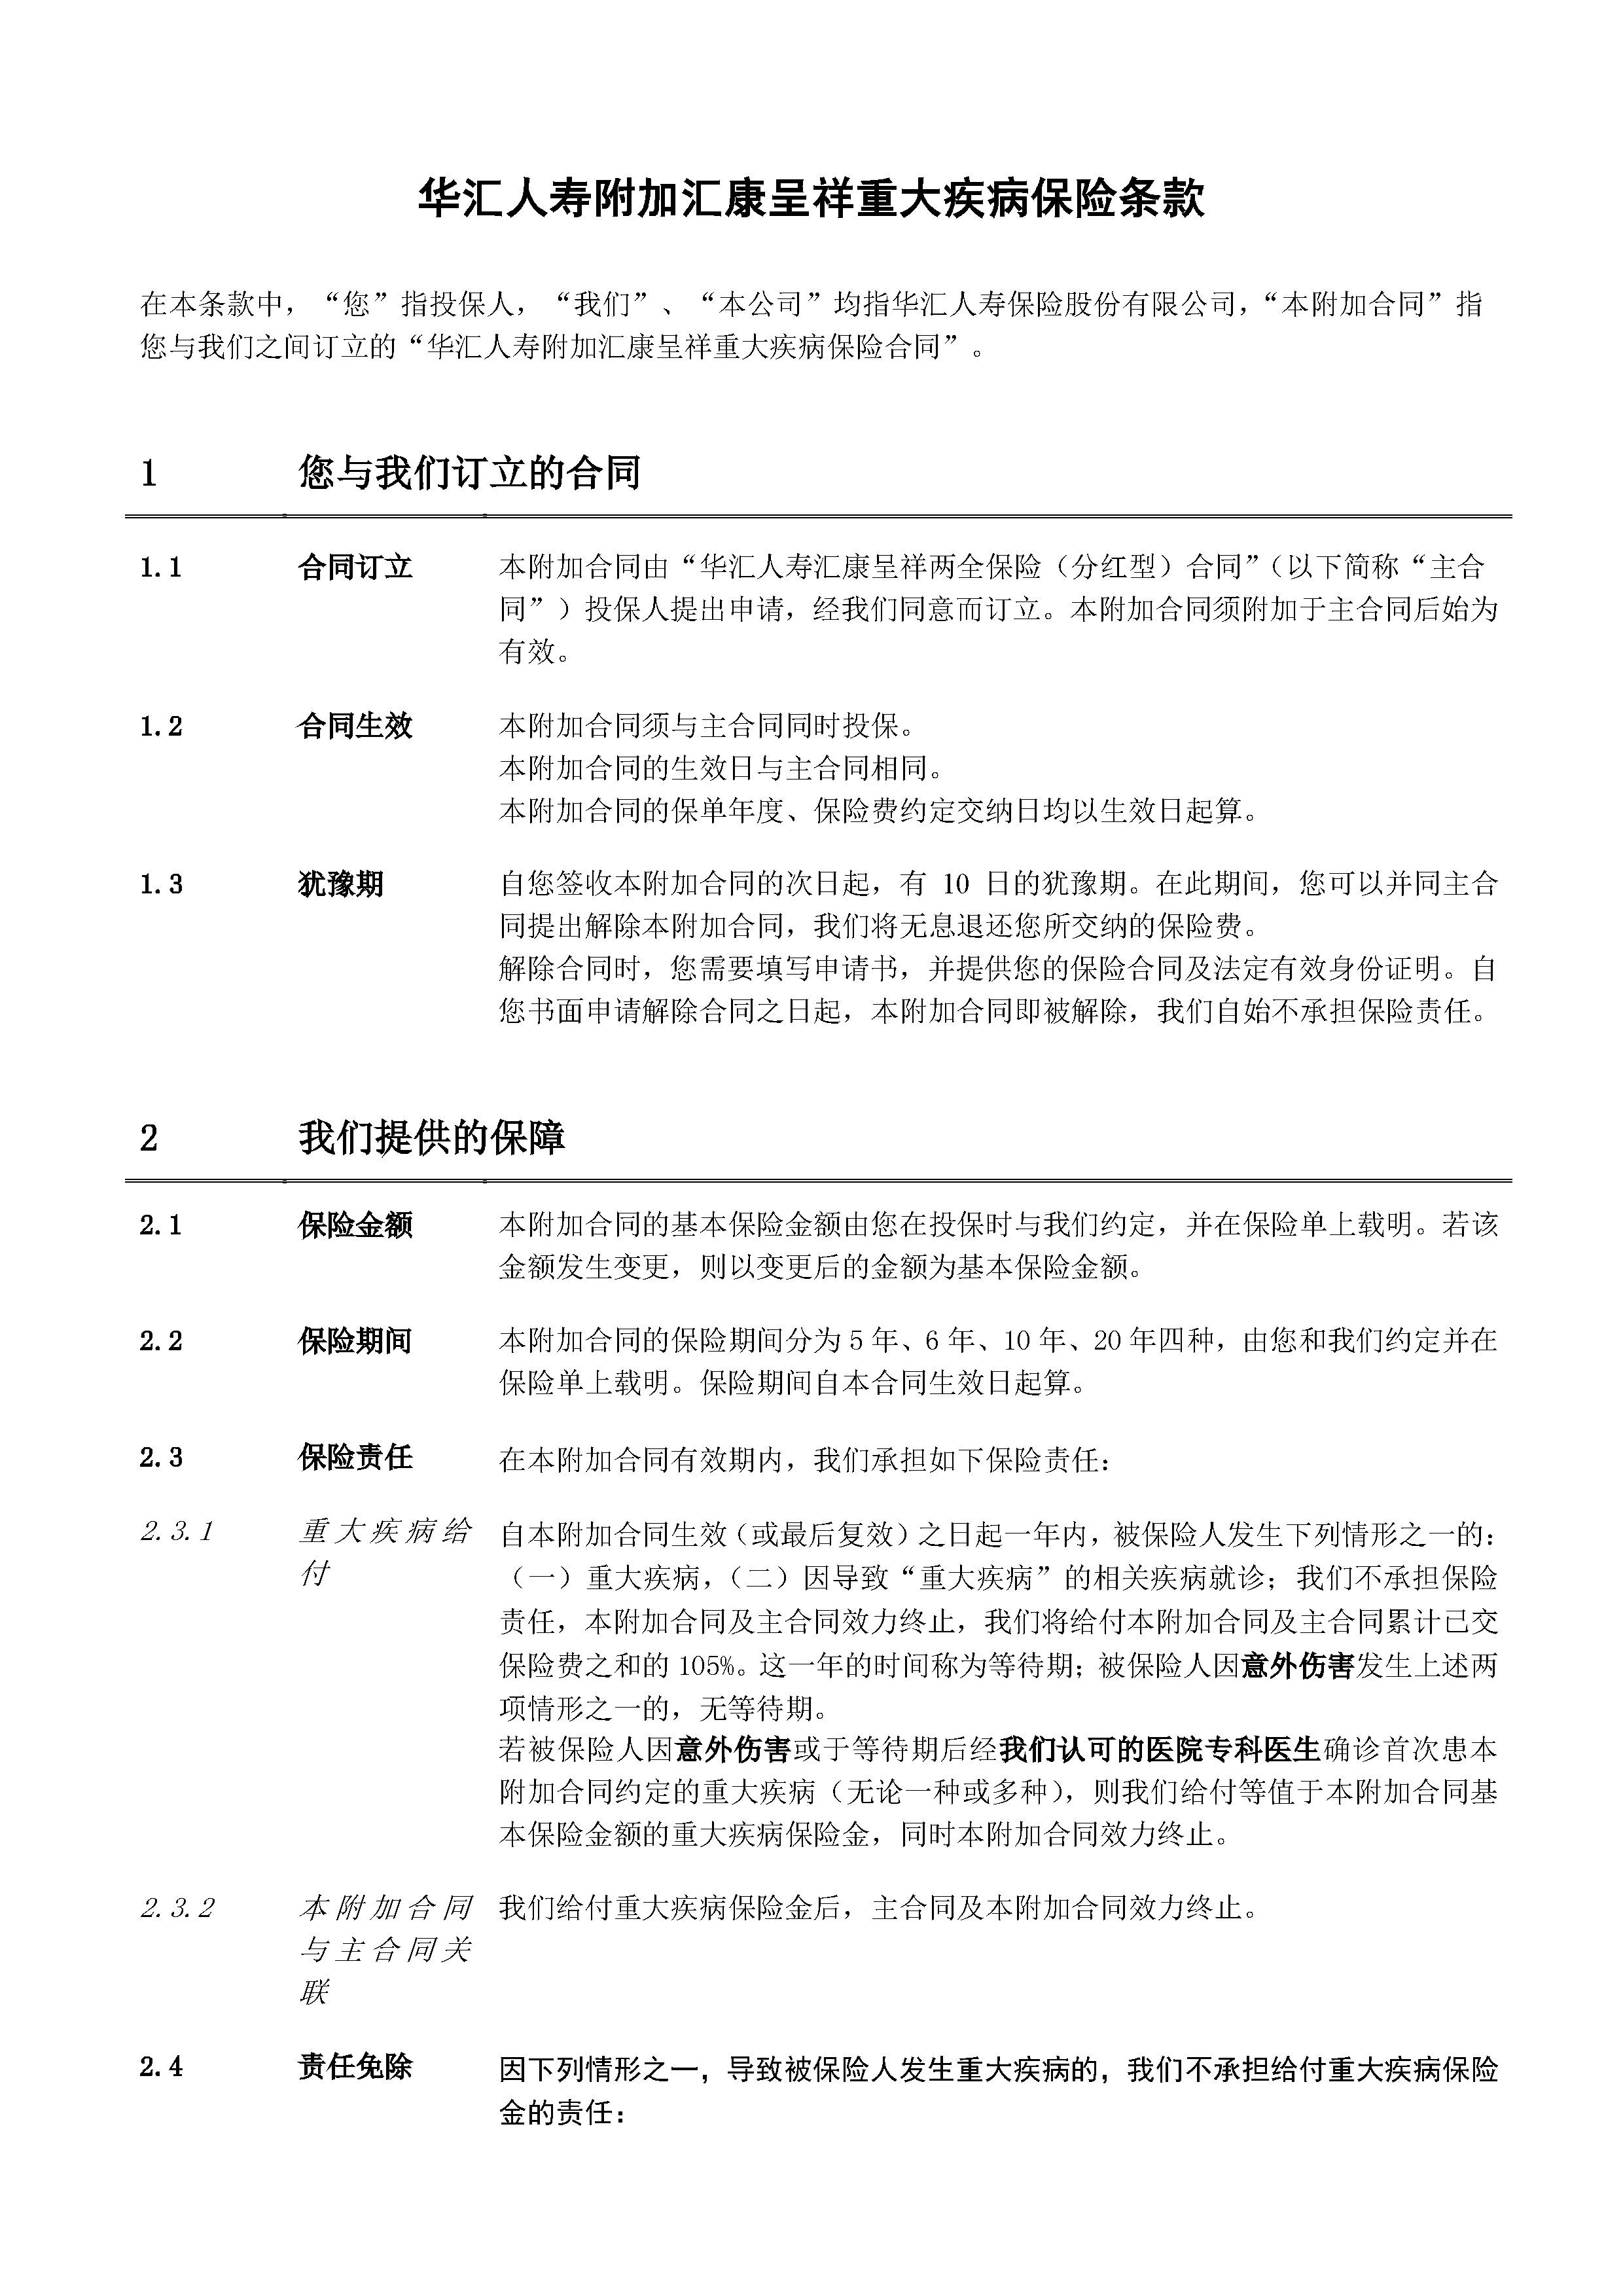 华汇人寿附加汇康呈祥重大疾病保险条款
在本条款中，“您”指投保人，“我们”、“本公司”均指华汇人寿保险股份有限公司，“本附加合同”指
您与我们之间订立的“华汇人寿附加汇康呈祥重大疾病保险合同”。
1 您与我们订立的合同
1.1 合同订立 本附加合同由“华汇人寿汇康呈祥两全保险（分红型）合同”（以下简称“主合
同”）投保人提出申请，经我们同意而订立。本附加合同须附加于主合同后始为
有效。
1.2 合同生效 本附加合同须与主合同同时投保。
本附加合同的生效日与主合同相同。
本附加合同的保单年度、保险费约定交纳日均以生效日起算。
1.3 犹豫期 自您签收本附加合同的次日起，有 10 日的犹豫期。在此期间，您可以并同主合
同提出解除本附加合同，我们将无息退还您所交纳的保险费。
解除合同时，您需要填写申请书，并提供您的保险合同及法定有效身份证明。自
您书面申请解除合同之日起，本附加合同即被解除，我们自始不承担保险责任。
2 我们提供的保障
2.1 保险金额 本附加合同的基本保险金额由您在投保时与我们约定，并在保险单上载明。若该
金额发生变更，则以变更后的金额为基本保险金额。
2.2 保险期间 本附加合同的保险期间分为 5 年、6 年、10 年、20 年四种，由您和我们约定并在
保险单上载明。保险期间自本合同生效日起算。
2.3 保险责任 在本附加合同有效期内，我们承担如下保险责任：
2.3.1 重大疾病给 自本附加合同生效（或最后复效）之日起一年内，被保险人发生下列情形之一的：
付 （一）重大疾病，（二）因导致“重大疾病”的相关疾病就诊；我们不承担保险
责任，本附加合同及主合同效力终止，我们将给付本附加合同及主合同累计已交
保险费之和的 105%。这一年的时间称为等待期；被保险人因意外伤害发生上述两
项情形之一的，无等待期。
若被保险人因意外伤害或于等待期后经我们认可的医院专科医生确诊首次患本
附加合同约定的重大疾病（无论一种或多种），则我们给付等值于本附加合同基
本保险金额的重大疾病保险金，同时本附加合同效力终止。
2.3.2 本附加合同 我们给付重大疾病保险金后，主合同及本附加合同效力终止。
与主合同关
联
2.4 责任免除 因下列情形之一，导致被保险人发生重大疾病的，我们不承担给付重大疾病保险
金的责任：